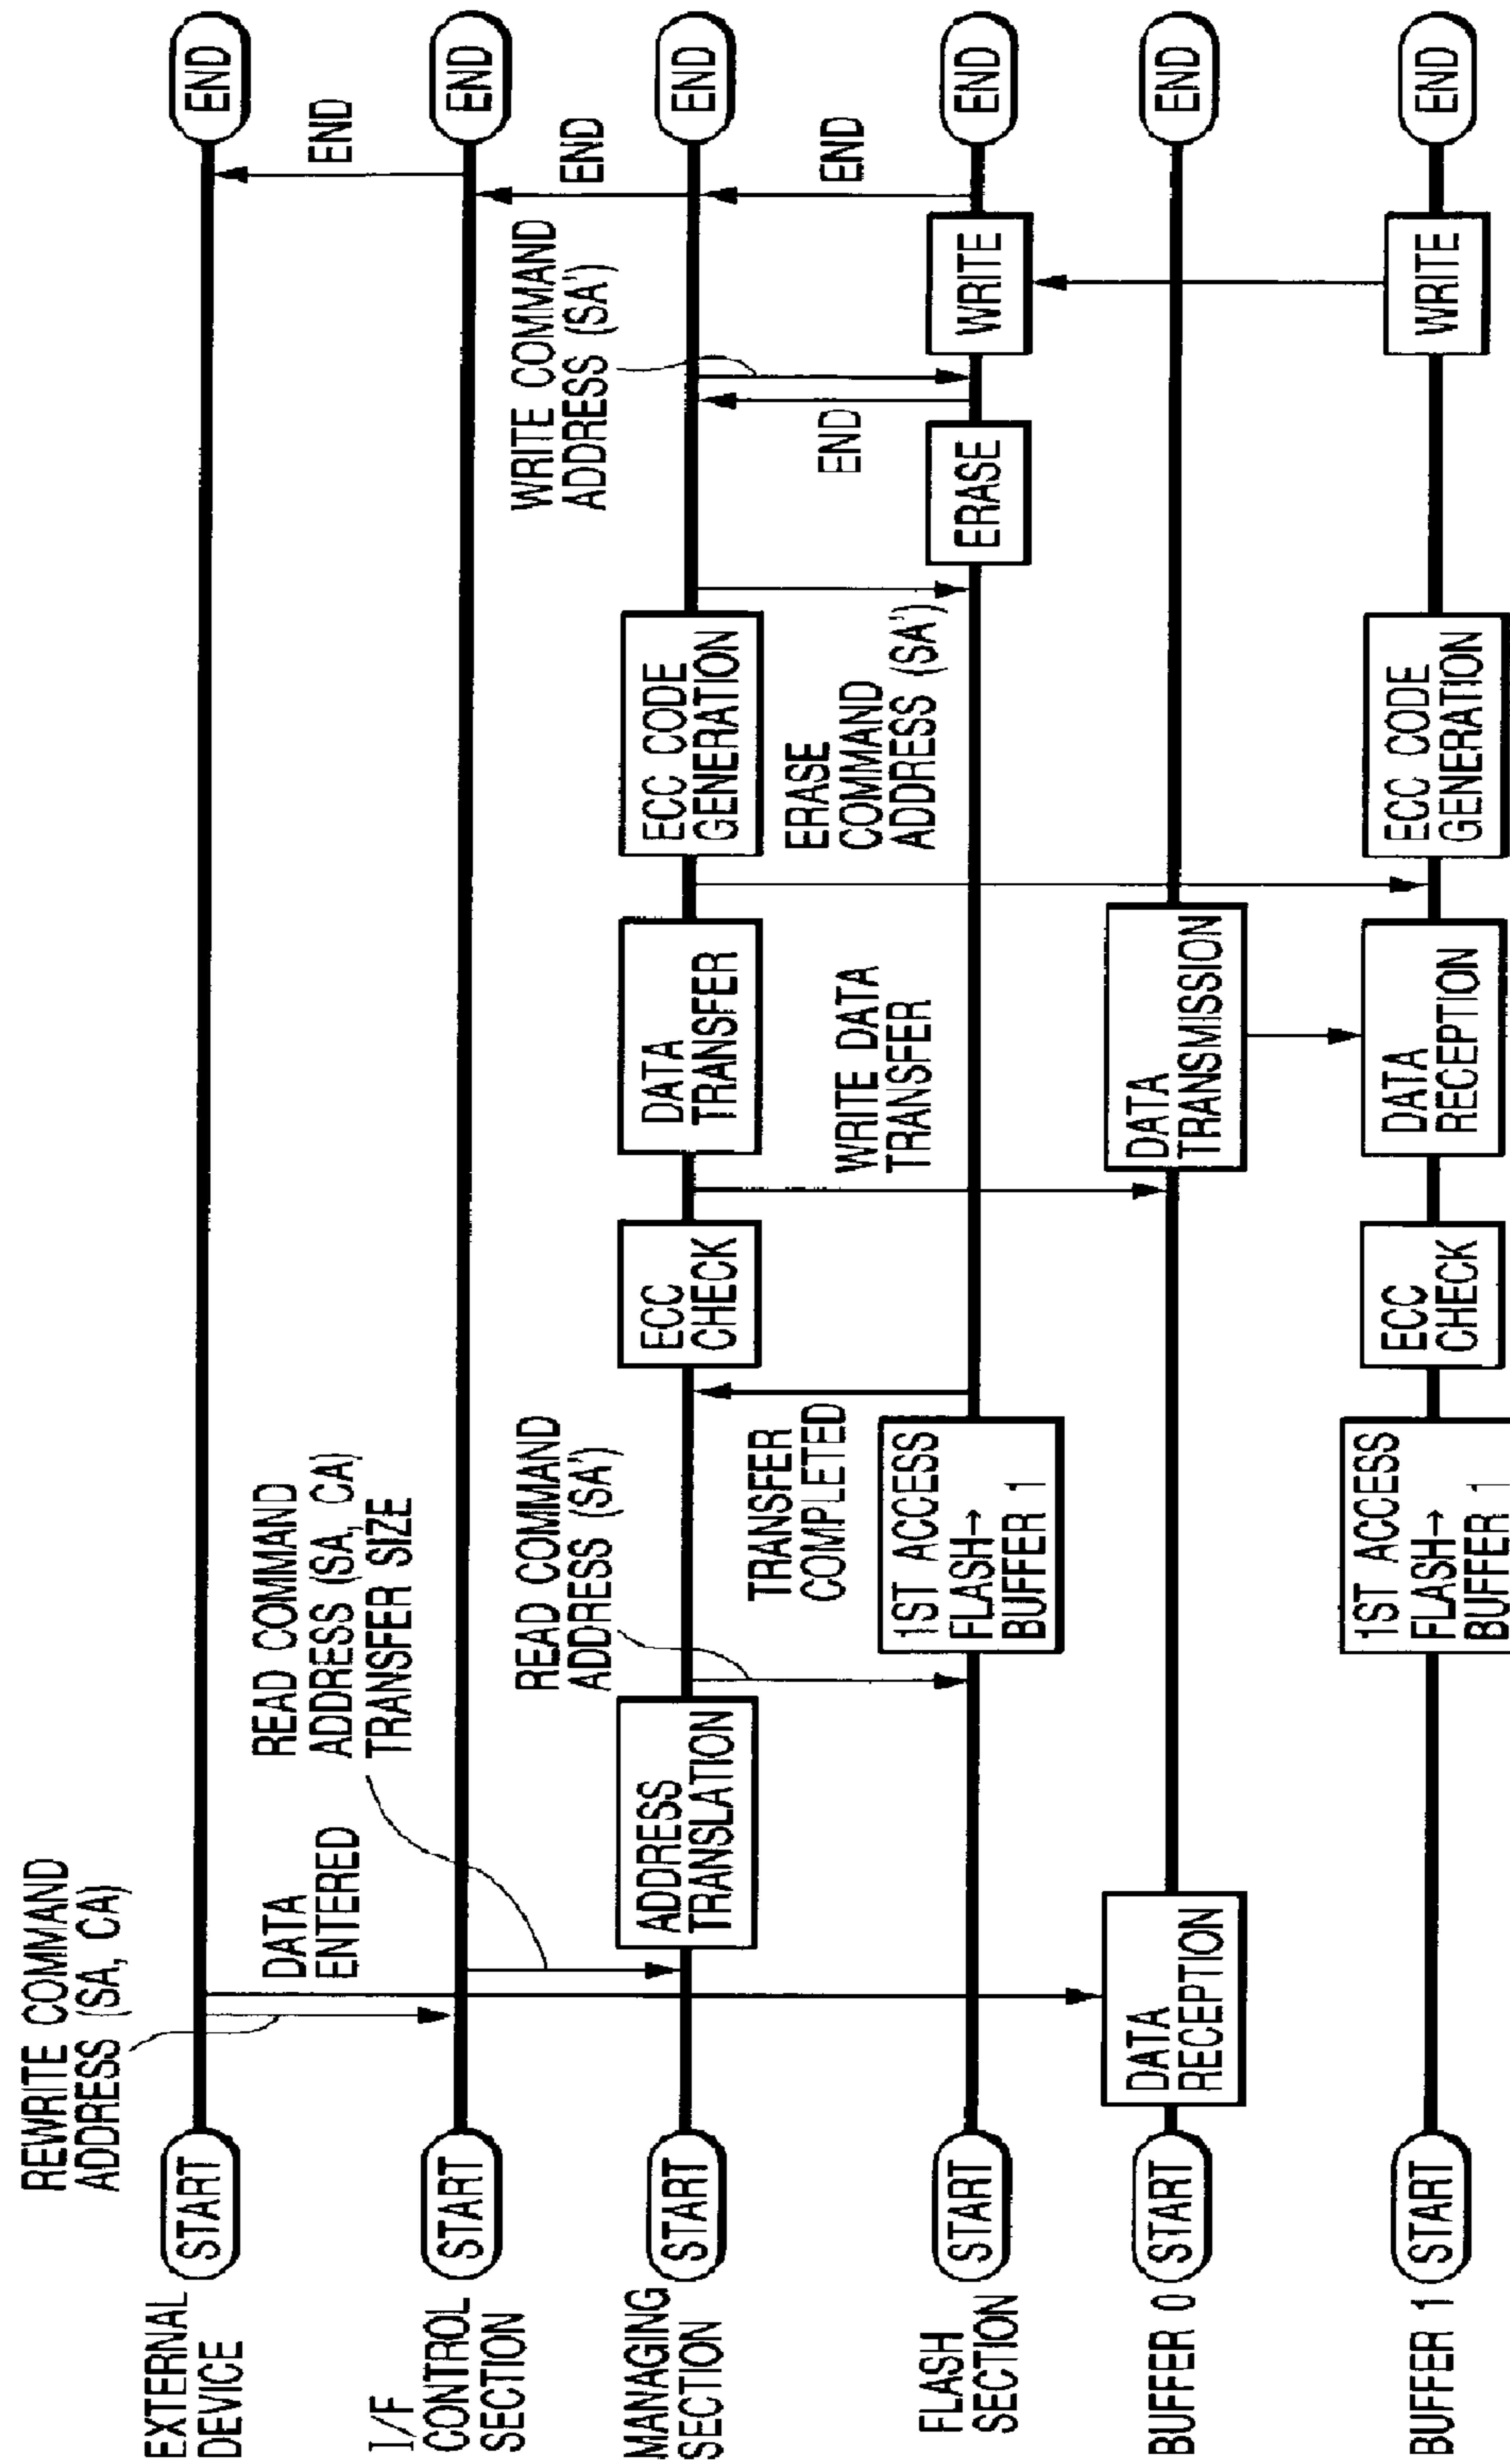 REWRITE COMMAND
ADDRESS (SA, CA)
DATA
ENTERED
READ COMMAND
ADDRESS (SA, CA)
TRANSFER SIZE
END
EXTERNAL
DEVICE
START
END
I/F
CONTROL
SECTION
START
END
READ COMMAND
ADDRESS (SA')
WRITE COMMAND
ADDRESS (SA')
END
MANAGING
SECTION
START
ADDRESS
TRANSLATION
ECC
CHECK
DATA
TRANSFER
ECC CODE
GENERATION
END
TRANSFER
COMPLETED
WRITE DATA
TRANSFER
ERASE
COMMAND
ADDRESS (SA')
END
END
FLASH
SECTION
START
1ST ACCESS
FLASH→
BUFFER 1
ERASE
WRITE
END
BUFFER 0
START
DATA
RECEPTION
DATA
TRANSMISSION
END
BUFFER 1
START
1ST ACCESS
FLASH→
BUFFER 1
ECC
CHECK
DATA
RECEPTION
ECC CODE
GENERATION
WRITE
END